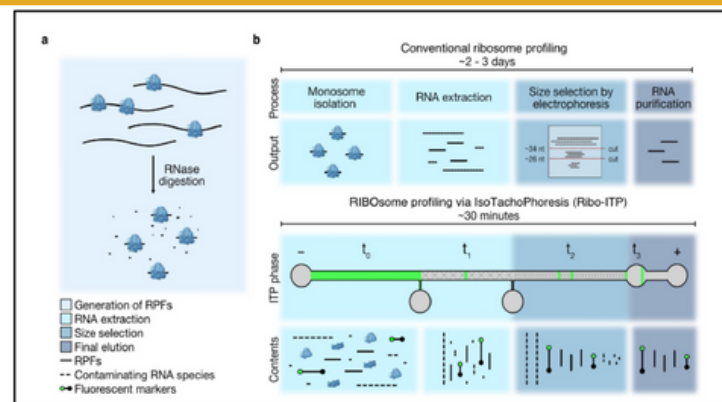 a
RNase
digestion
Generation of RPFs
RNA extraction
Size selection
Final elution
RPFs
Contaminating RNA species
Fluorescent markers
b
Conventional ribosome profiling
~2 - 3 days
Process
Monosome
isolation
RNA extraction
Size selection by
electrophoresis
RNA
purification
Output
~34 nt
cut
~26 nt
cut
RIBOsome profiling via IsoTachoPhoresis (Ribo-ITP)
~30 minutes
ITP phase
− t₀ t₁ t₂ t₃ +
Contents